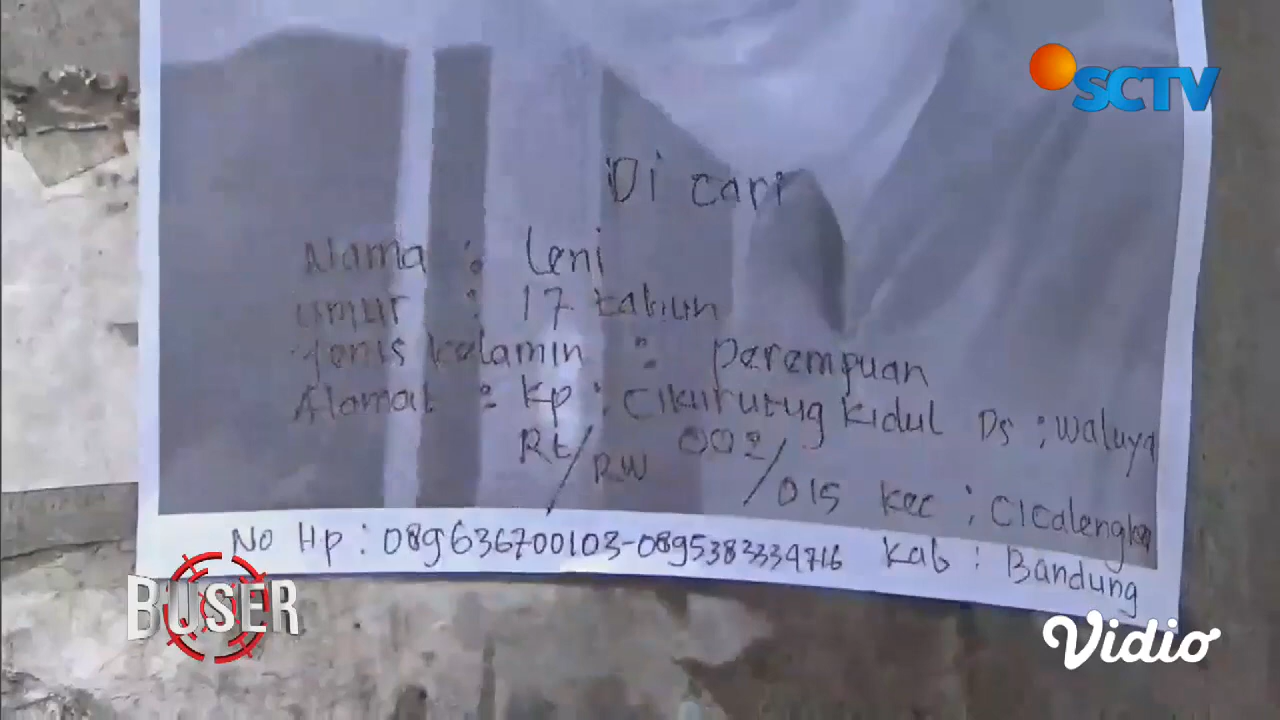 SCTV
Di cari
Nama : Leni
umur : 17 tahun
Jenis kelamin : perempuan
Alamat : Kp : Cikurutug kidul Ds : Waluya
Rt/RW 002/015 kec : Cicalengka
No Hp : 089636700103-0895383334716 kab : Bandung
BUSER
Vidio